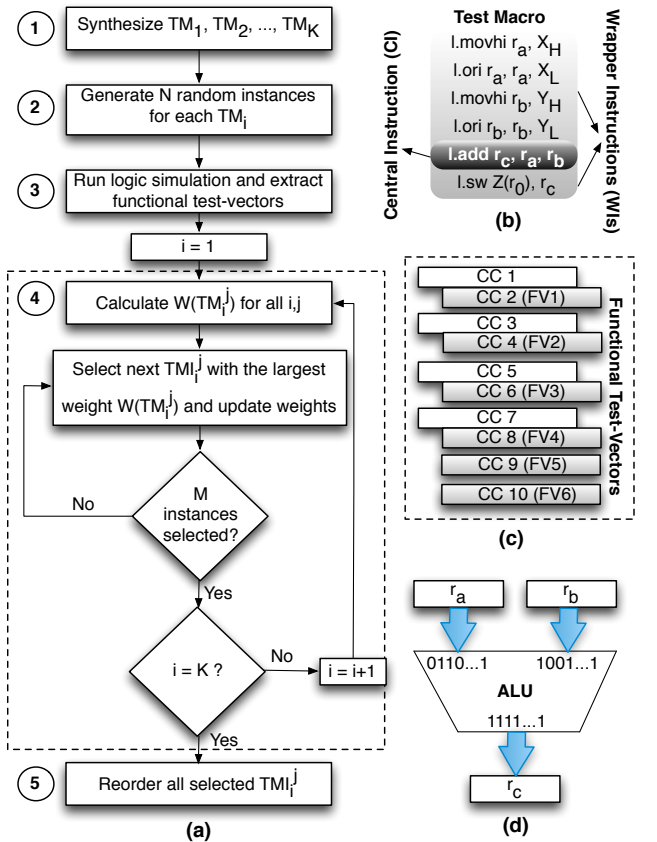 1
Synthesize TM1, TM2, ..., TMK
2
Generate N random instances
for each TMi
3
Run logic simulation and extract
functional test-vectors
i = 1
4
Calculate W(TMi^j) for all i,j
Select next TMIi^j with the largest
weight W(TMi^j) and update weights
No
M
instances
selected?
Yes
i = K ?
No
i = i+1
Yes
5
Reorder all selected TMIi^j
(a)
Test Macro
Central Instruction (CI)
l.movhi ra, XH
l.ori ra, ra, XL
l.movhi rb, YH
l.ori rb, rb, YL
l.add rc, ra, rb
l.sw Z(r0), rc
Wrapper Instructions (WIs)
(b)
CC 1
CC 2 (FV1)
CC 3
CC 4 (FV2)
CC 5
CC 6 (FV3)
CC 7
CC 8 (FV4)
CC 9 (FV5)
CC 10 (FV6)
Functional Test-Vectors
(c)
ra
rb
0110...1
1001...1
ALU
1111...1
rc
(d)